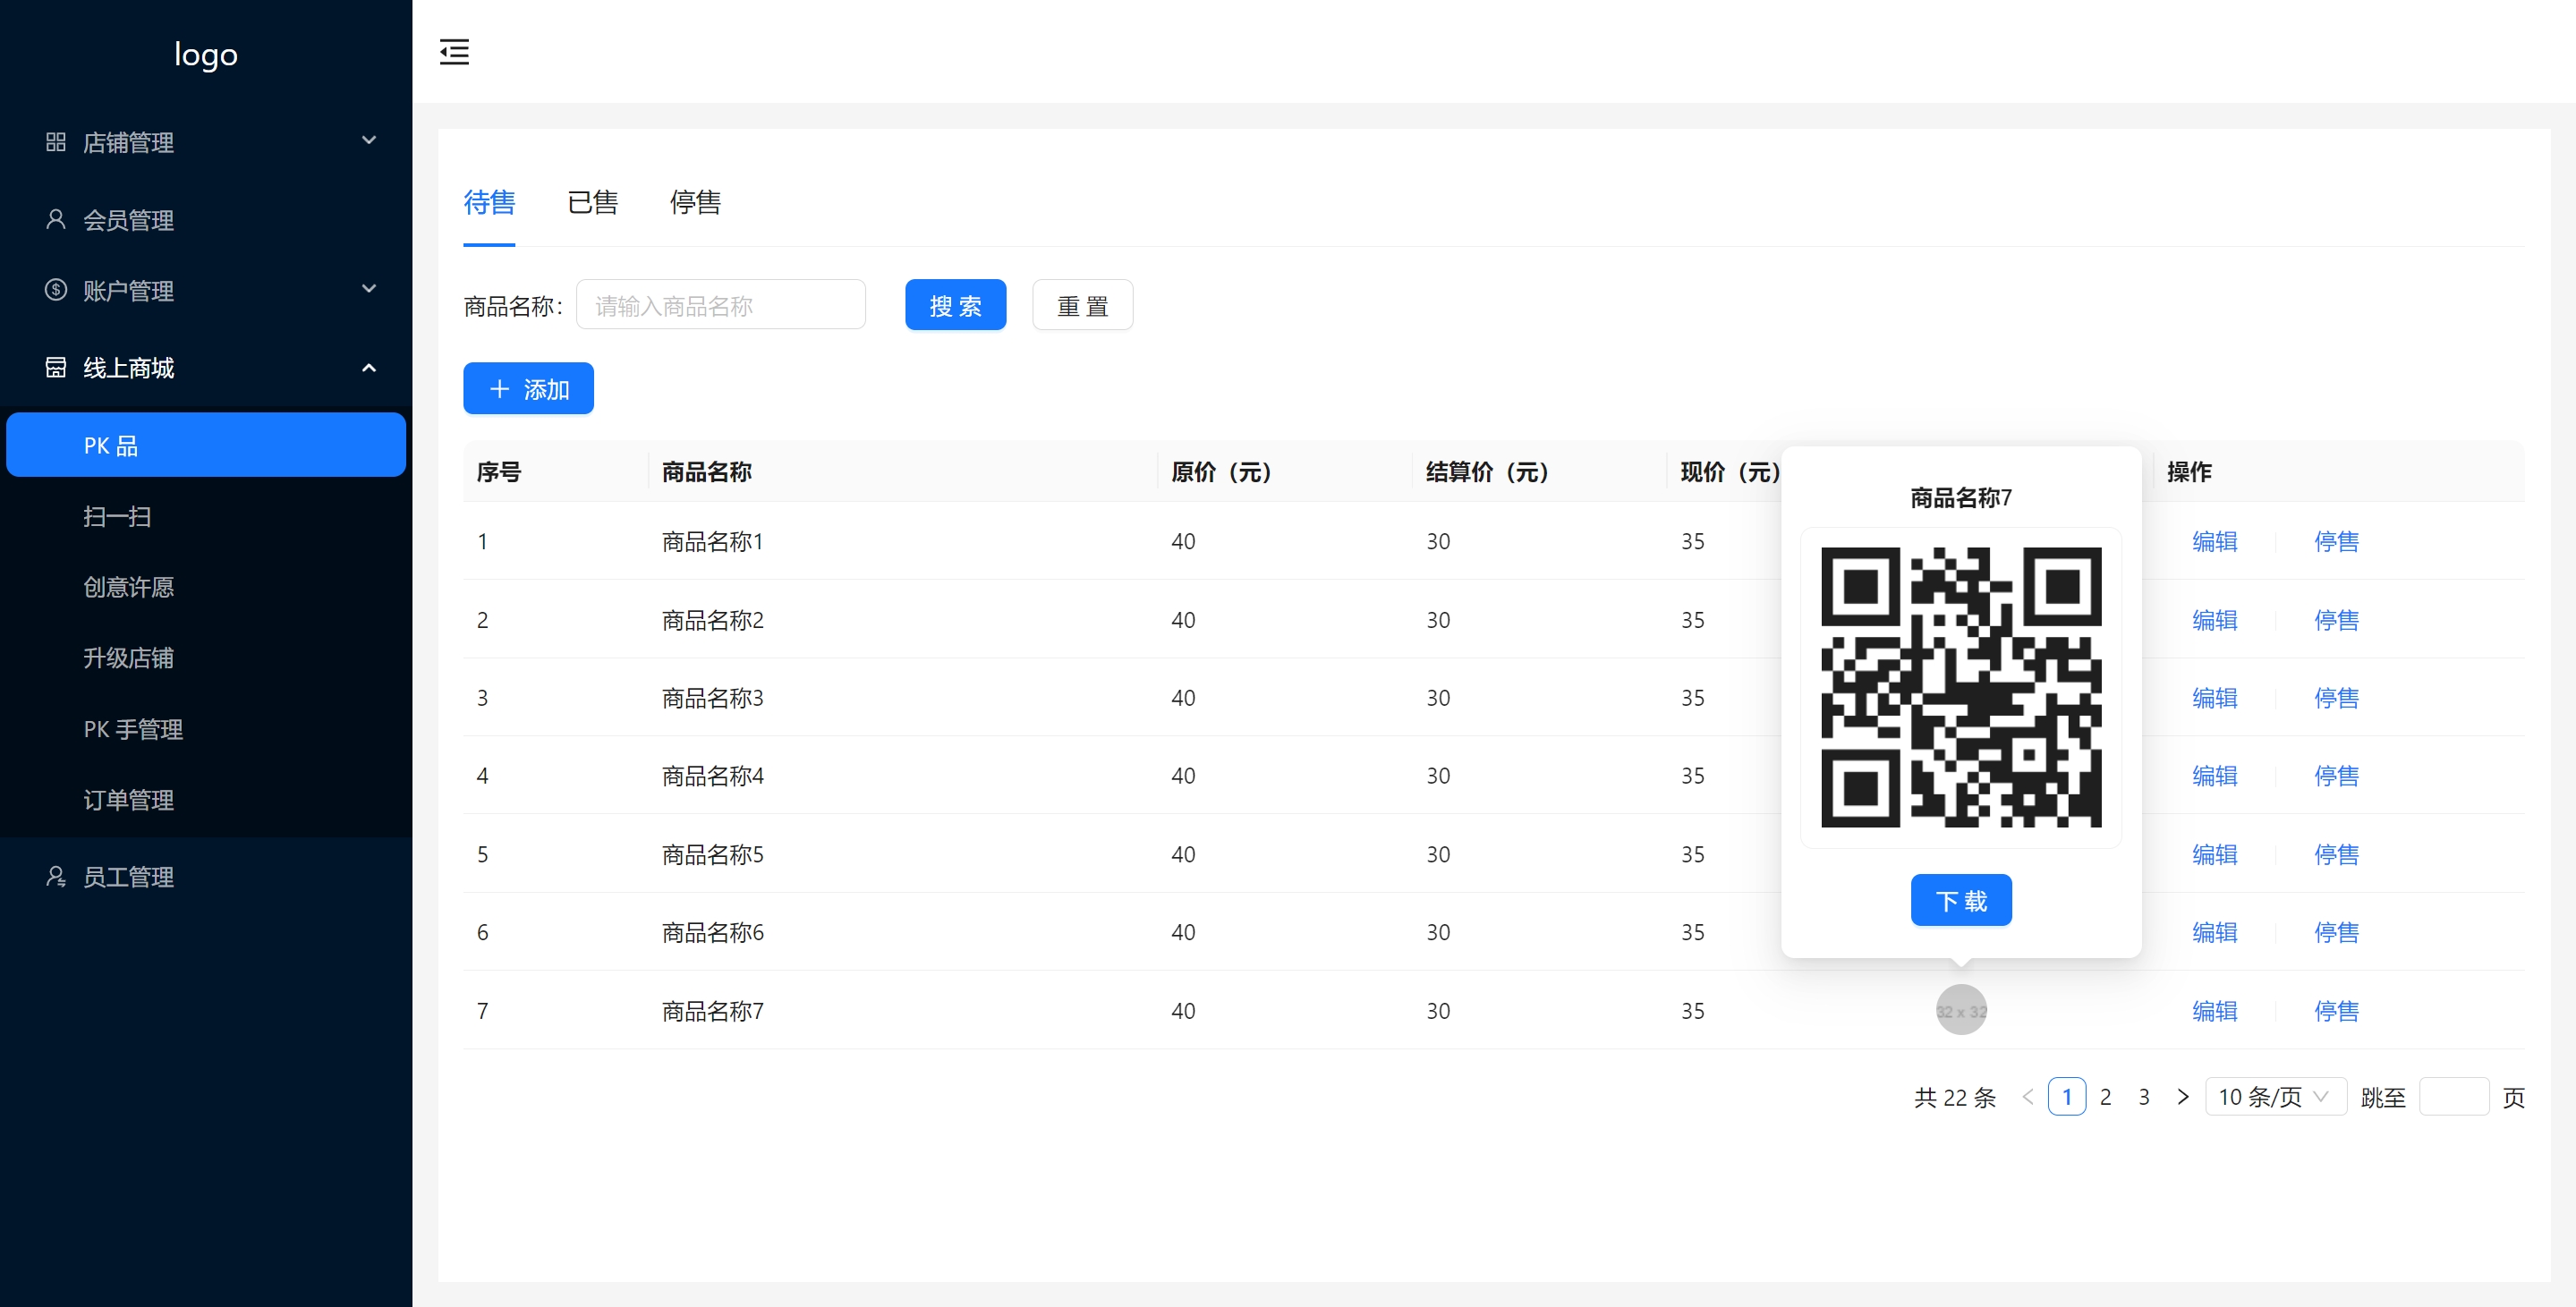 logo
店铺管理
会员管理
账户管理
线上商城
PK 品
扫一扫
创意许愿
升级店铺
PK 手管理
订单管理
员工管理
待售 已售 停售
商品名称： 请输入商品名称 搜 索 重 置
添加
序号 商品名称 原价（元） 结算价（元） 现价（元） 操作
1 商品名称1 40 30 35 编辑 停售
2 商品名称2 40 30 35 编辑 停售
3 商品名称3 40 30 35 编辑 停售
4 商品名称4 40 30 35 编辑 停售
5 商品名称5 40 30 35 编辑 停售
6 商品名称6 40 30 35 编辑 停售
7 商品名称7 40 30 35 32 x 32 编辑 停售
商品名称7
下 载
共 22 条 1 2 3 10 条/页 跳至 页